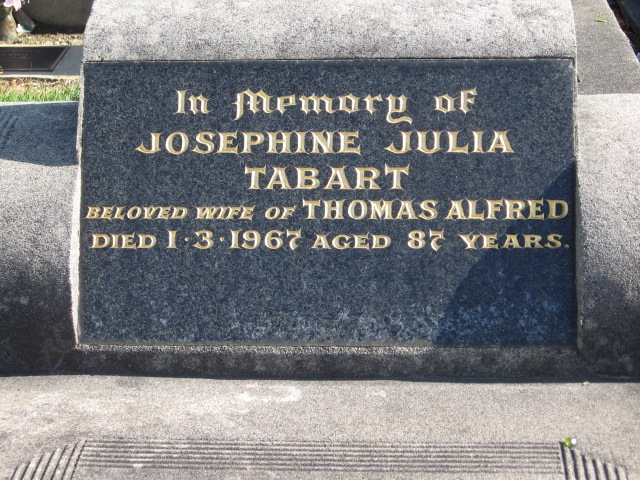 In Memory of
JOSEPHINE JULIA
TABART
BELOVED WIFE OF THOMAS ALFRED
DIED 1·3·1967 AGED 87 YEARS.